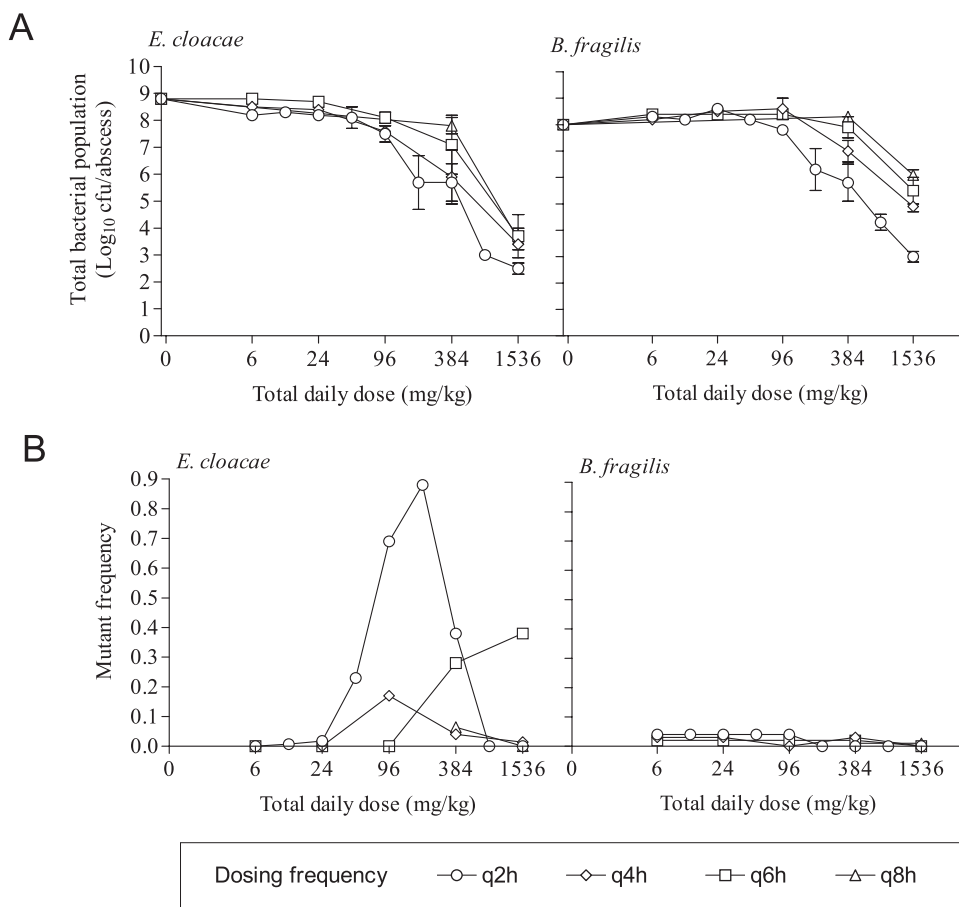 A
E. cloacae
B. fragilis
Total bacterial population
(Log10 cfu/abscess)
10
9
8
7
6
5
4
3
2
1
0
0 6 24 96 384 1536
0 6 24 96 384 1536
Total daily dose (mg/kg)
Total daily dose (mg/kg)
B
E. cloacae
B. fragilis
Mutant frequency
0.9
0.8
0.7
0.6
0.5
0.4
0.3
0.2
0.1
0.0
0 6 24 96 384 1536
0 6 24 96 384 1536
Total daily dose (mg/kg)
Total daily dose (mg/kg)
Dosing frequency q2h q4h q6h q8h